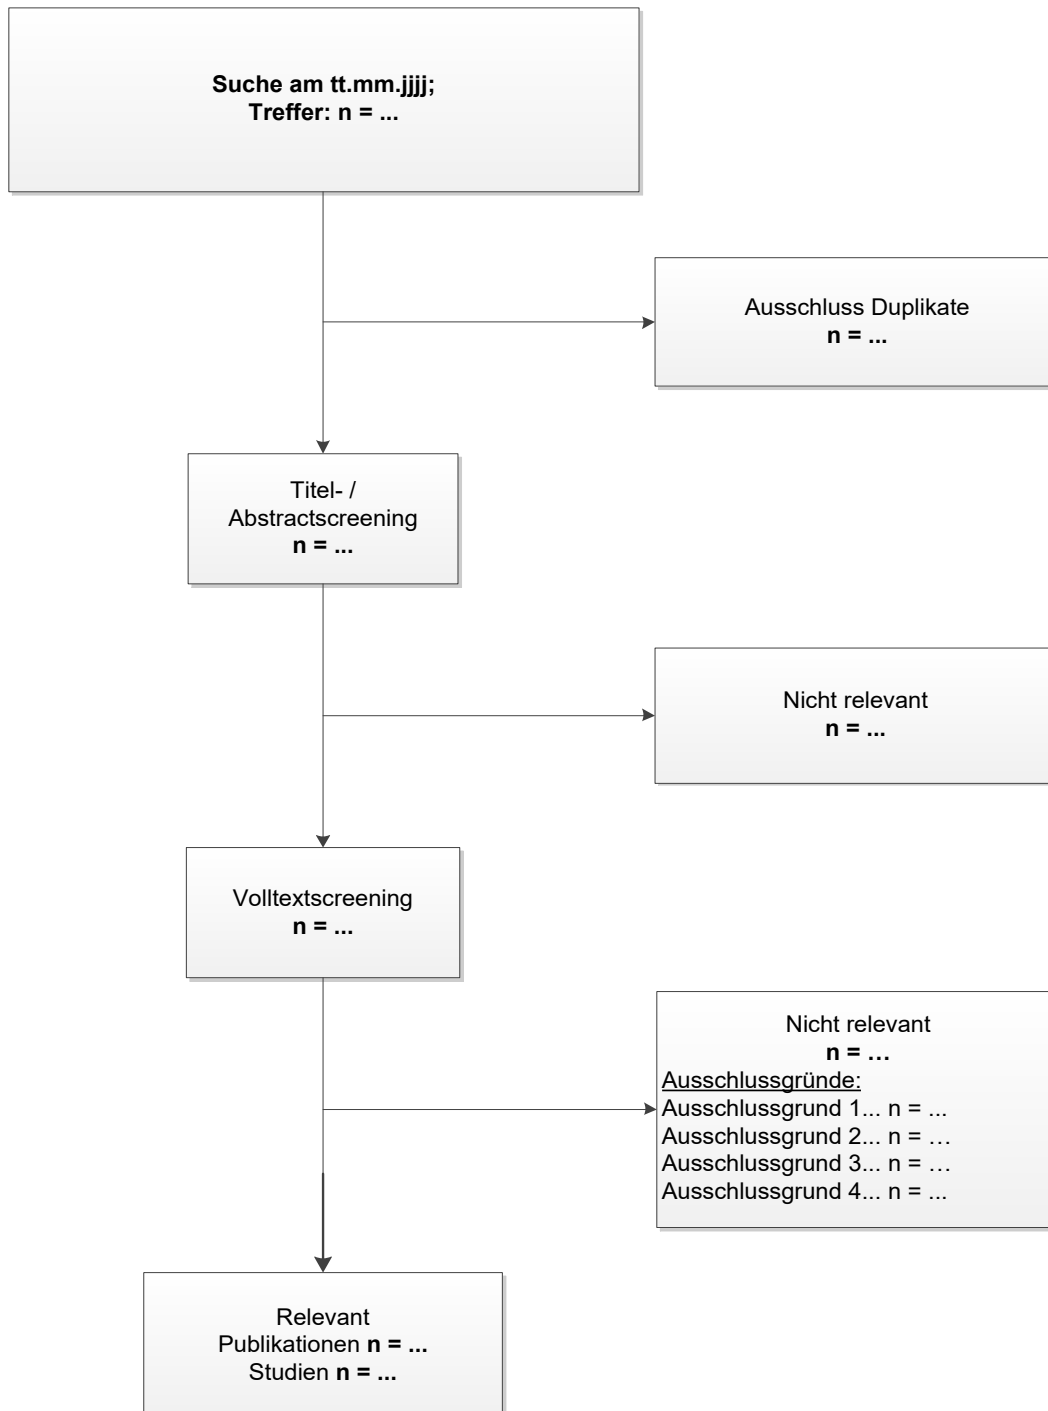 Suche am tt.mm.jjjj;
Treffer: n = ...
Ausschluss Duplikate
n = ...
Titel- /
Abstractscreening
n = ...
Nicht relevant
n = ...
Volltextscreening
n = ...
Nicht relevant
n = …
Ausschlussgründe:
Ausschlussgrund 1... n = ...
Ausschlussgrund 2... n = …
Ausschlussgrund 3... n = …
Ausschlussgrund 4... n = ...
Relevant
Publikationen n = ...
Studien n = ...